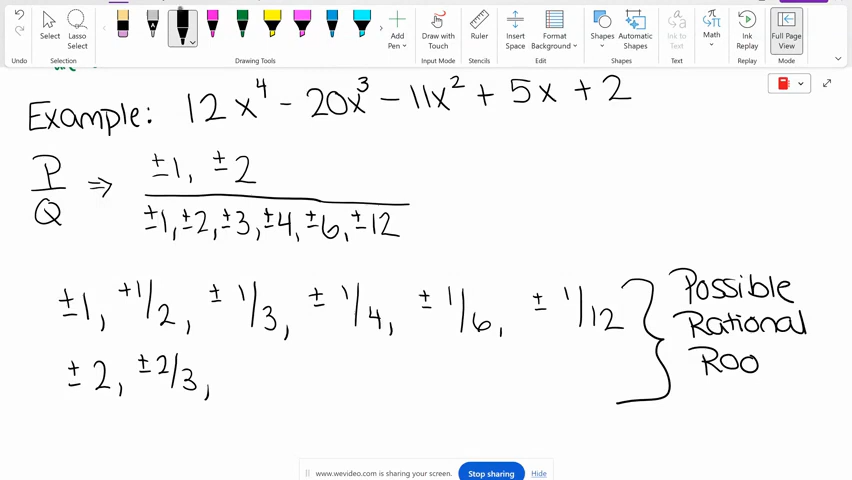 Undo
Select
Lasso Select
Selection
Drawing Tools
Add Pen
Draw with Touch
Input Mode
Ruler
Stencils
Insert Space
Format Background
Edit
Shapes
Automatic Shapes
Shapes
Ink to Text
Text
Math
Math
Ink Replay
Replay
Full Page View
Mode
Example: 12x⁴ - 20x³ - 11x² + 5x + 2
P/Q ⇒ ±1, ±2
±1, ±2, ±3, ±4, ±6, ±12
±1, +1/2, ± 1/3, ± 1/4, ± 1/6, ± 1/12
± 2, ± 2/3,
Possible
Rational
Roo
www.wevideo.com is sharing your screen. Stop sharing Hide